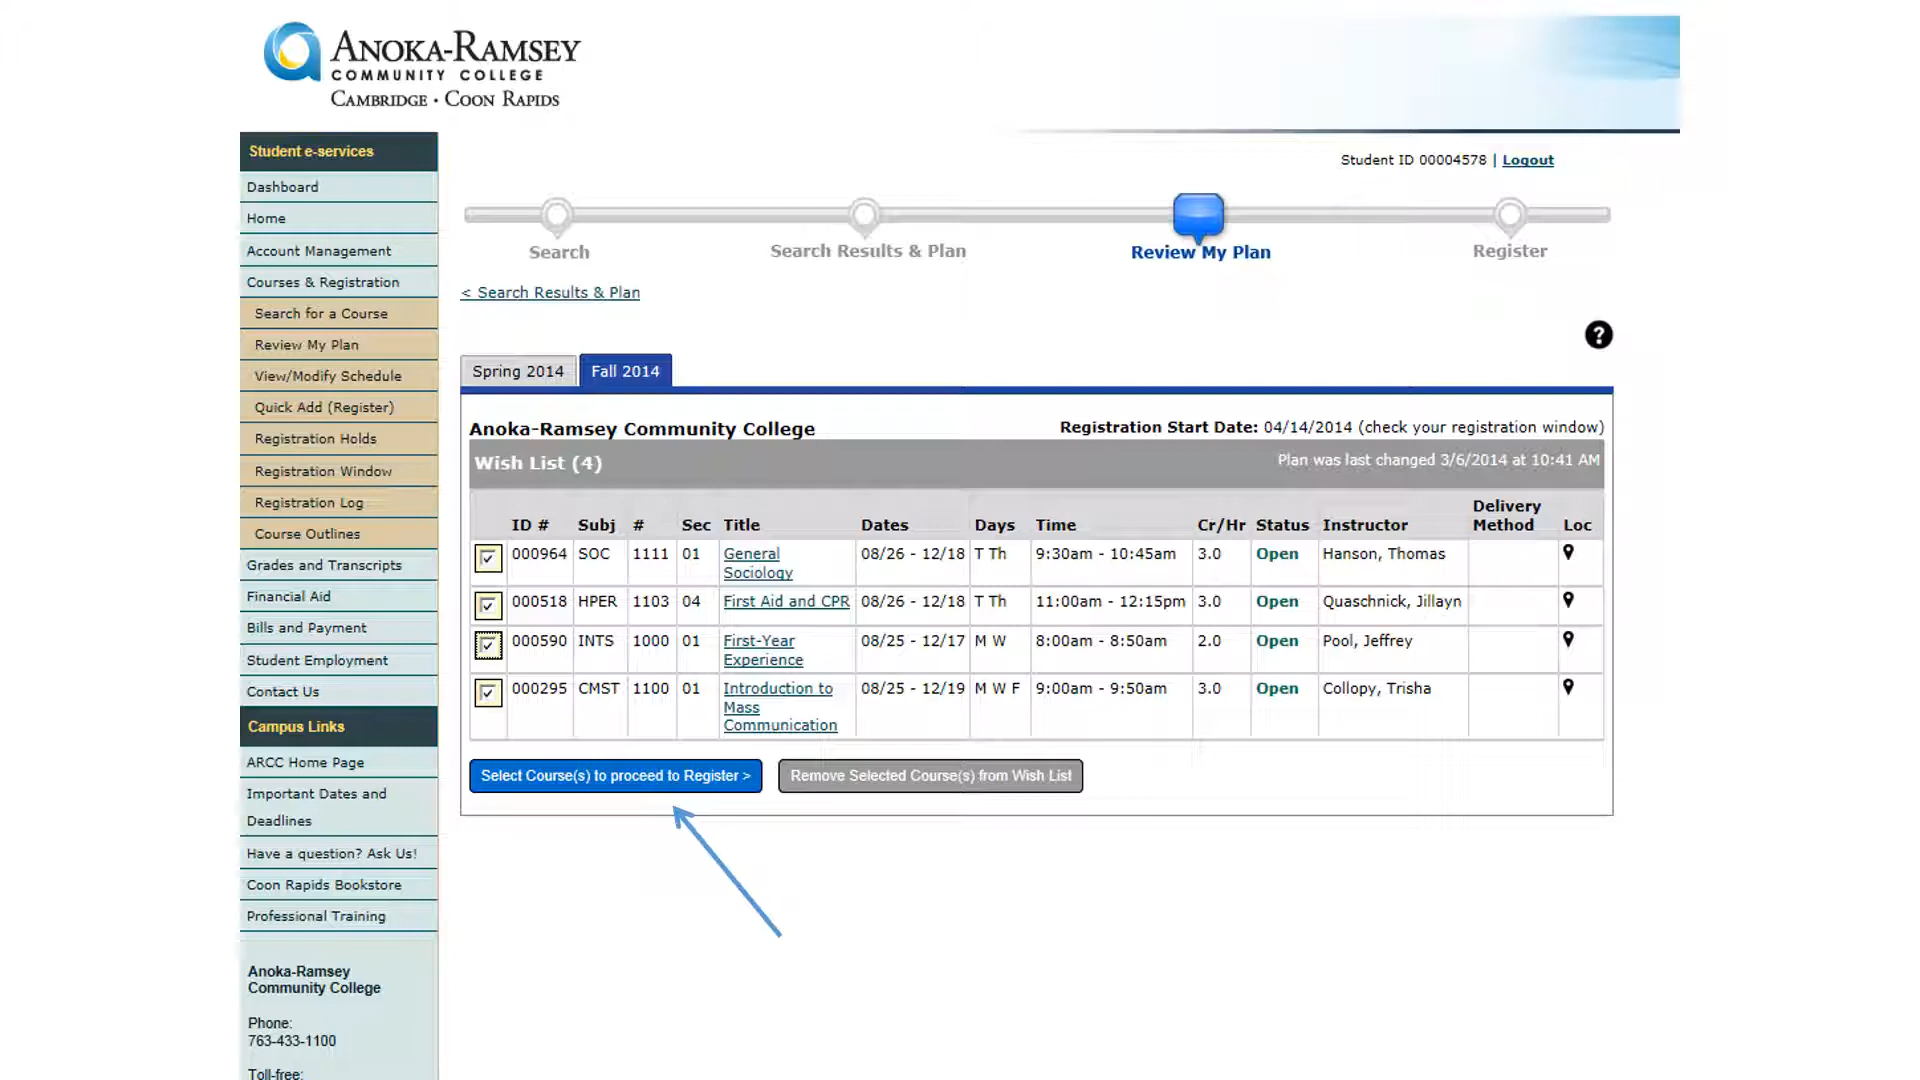 ANOKA-RAMSEY
COMMUNITY COLLEGE
CAMBRIDGE • COON RAPIDS
Student e-services
Dashboard
Home
Account Management
Courses & Registration
Search for a Course
Review My Plan
View/Modify Schedule
Quick Add (Register)
Registration Holds
Registration Window
Registration Log
Course Outlines
Grades and Transcripts
Financial Aid
Bills and Payment
Student Employment
Contact Us
Campus Links
ARCC Home Page
Important Dates and
Deadlines
Have a question? Ask Us!
Coon Rapids Bookstore
Professional Training
Anoka-Ramsey
Community College
Phone:
763-433-1100
Toll-free:
Student ID 00004578 | Logout
Search Search Results & Plan Review My Plan Register
< Search Results & Plan
?
Spring 2014 Fall 2014
Anoka-Ramsey Community College Registration Start Date: 04/14/2014 (check your registration window)
Wish List (4) Plan was last changed 3/6/2014 at 10:41 AM
ID # Subj # Sec Title Dates Days Time Cr/Hr Status Instructor Delivery Method Loc
000964 SOC 1111 01 General Sociology 08/26 - 12/18 T Th 9:30am - 10:45am 3.0 Open Hanson, Thomas
000518 HPER 1103 04 First Aid and CPR 08/26 - 12/18 T Th 11:00am - 12:15pm 3.0 Open Quaschnick, Jillayn
000590 INTS 1000 01 First-Year Experience 08/25 - 12/17 M W 8:00am - 8:50am 2.0 Open Pool, Jeffrey
000295 CMST 1100 01 Introduction to Mass Communication 08/25 - 12/19 M W F 9:00am - 9:50am 3.0 Open Collopy, Trisha
Select Course(s) to proceed to Register > Remove Selected Course(s) from Wish List